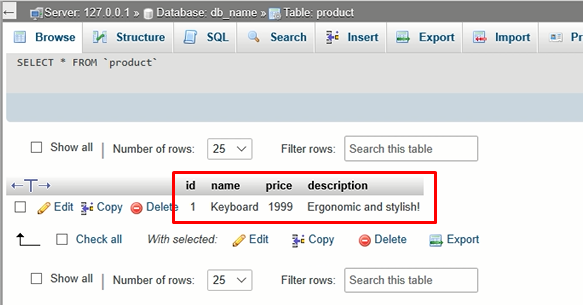 Server: 127.0.0.1 » Database: db_name » Table: product
Browse Structure SQL Search Insert Export Import Pr
SELECT * FROM `product`
Show all Number of rows: 25 Filter rows: Search this table
id name price description
Edit Copy Delete 1 Keyboard 1999 Ergonomic and stylish!
Check all With selected: Edit Copy Delete Export
Show all Number of rows: 25 Filter rows: Search this table